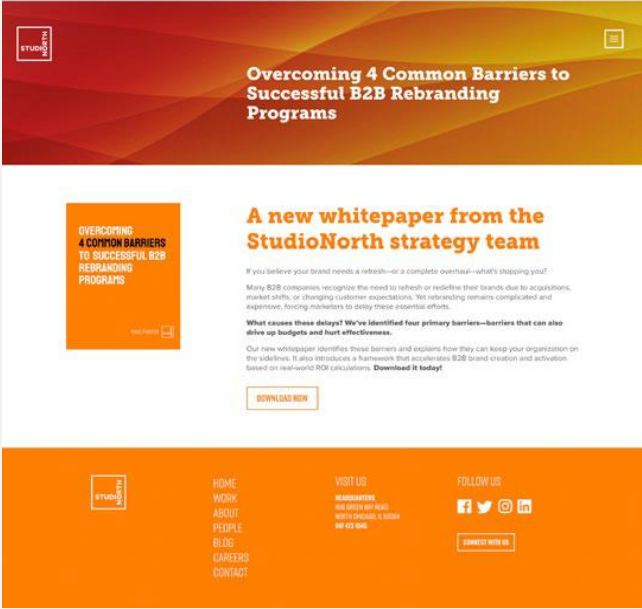 STUDIO NORTH
Overcoming 4 Common Barriers to
Successful B2B Rebranding
Programs
OVERCOMING
4 COMMON BARRIERS
TO SUCCESSFUL B2B
REBRANDING
PROGRAMS
A new whitepaper from the
StudioNorth strategy team
If you believe your brand needs a refresh—or a complete overhaul—what's stopping you?
Many B2B companies recognize the need to refresh or redefine their brands due to acquisitions,
market shifts, or changing customer expectations. Yet rebranding remains complicated and
expensive, forcing marketers to delay these essential efforts.
What causes these delays? We've identified four primary barriers—barriers that can also
drive up budgets and hurt effectiveness.
Our new whitepaper identifies these barriers and explains how they can keep your organization on
the sidelines. It also introduces a framework that accelerates B2B brand creation and activation
based on real-world ROI calculations. Download it today!
DOWNLOAD NOW
STUDIO NORTH
HOME
WORK
ABOUT
PEOPLE
BLOG
CAREERS
CONTACT
VISIT US
HEADQUARTERS
GREEN BAY ROAD
NORTH CHICAGO, IL
FOLLOW US
CONNECT WITH US